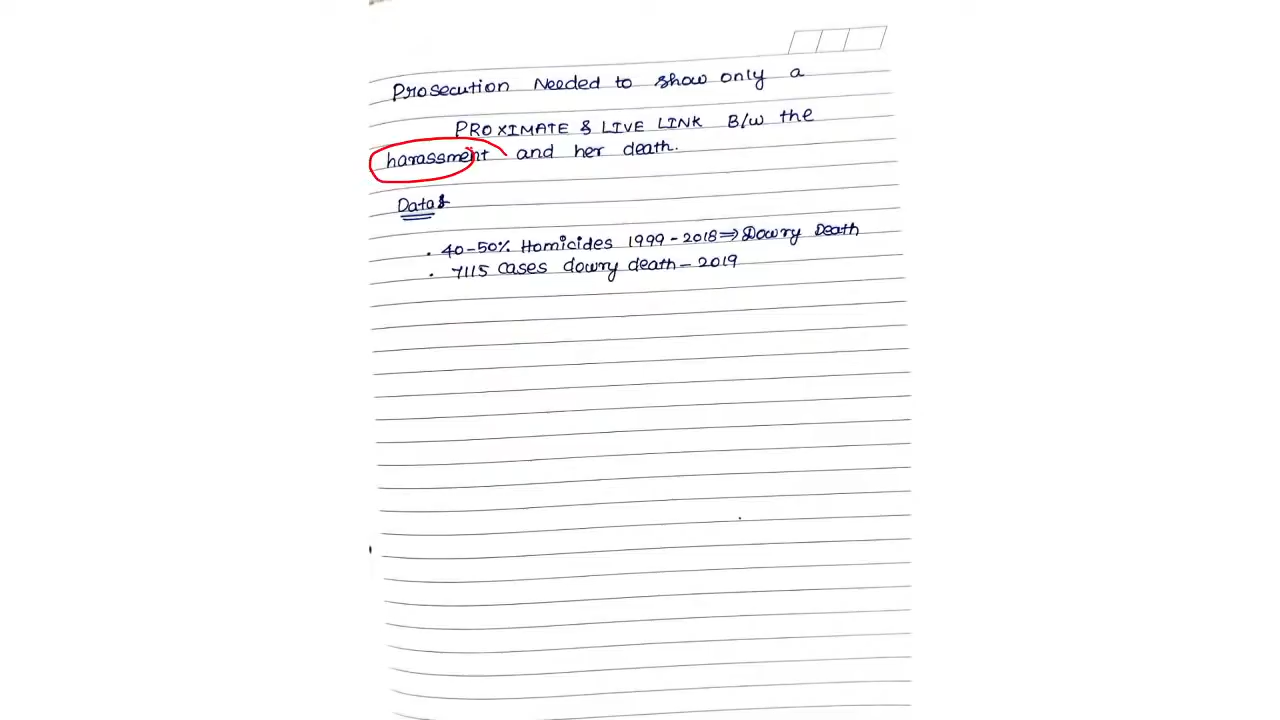 Prosecution Needed to show only a
PROXIMATE & LIVE LINK B/w the
harassment and her death.
Data:
• 40-50% Homicides 1999-2018 ⇒ Dowry Death
• 7115 cases dowry death - 2019